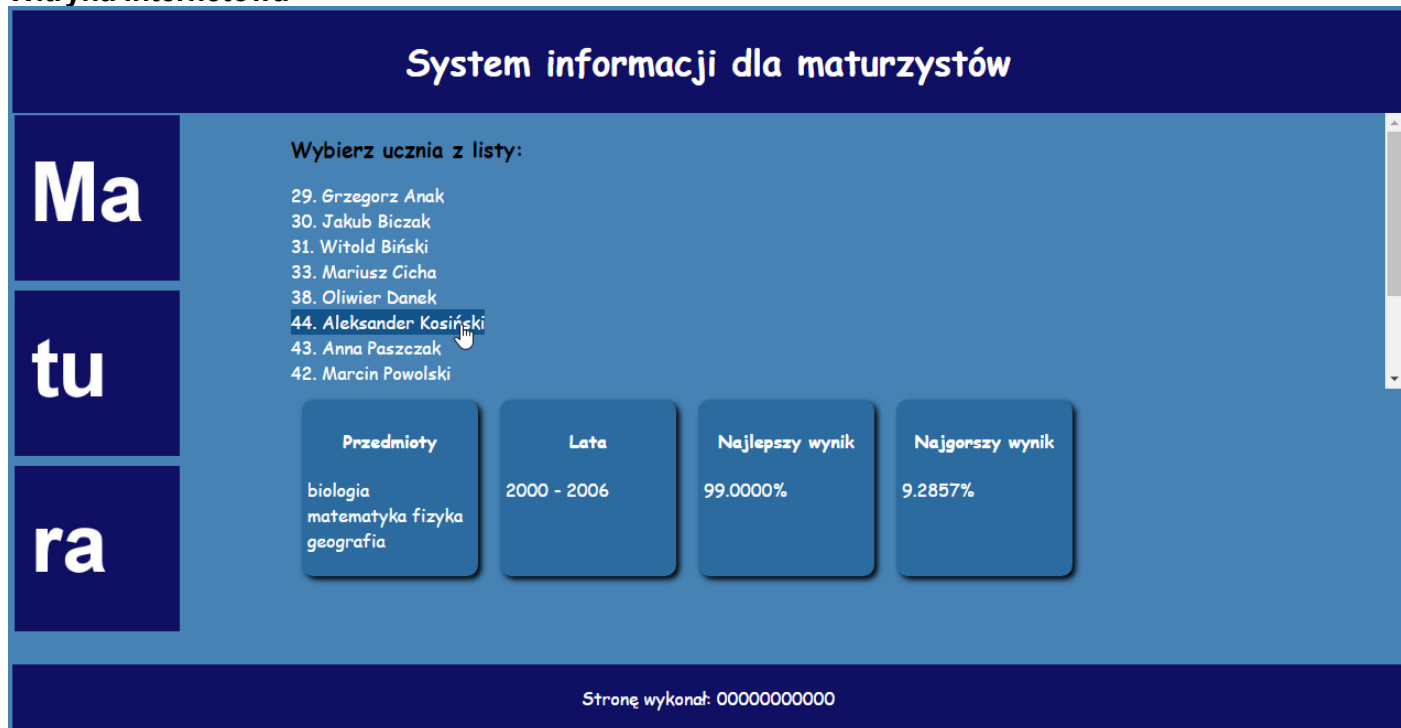 System informacji dla maturzystów
Ma
tu
ra
Wybierz ucznia z listy:
29. Grzegorz Anak
30. Jakub Biczak
31. Witold Biński
33. Mariusz Cicha
38. Oliwier Danek
44. Aleksander Kosiński
43. Anna Paszczak
42. Marcin Powolski
Przedmioty
biologia
matematyka fizyka
geografia
Lata
2000 - 2006
Najlepszy wynik
99.0000%
Najgorszy wynik
9.2857%
Stronę wykonał: 00000000000